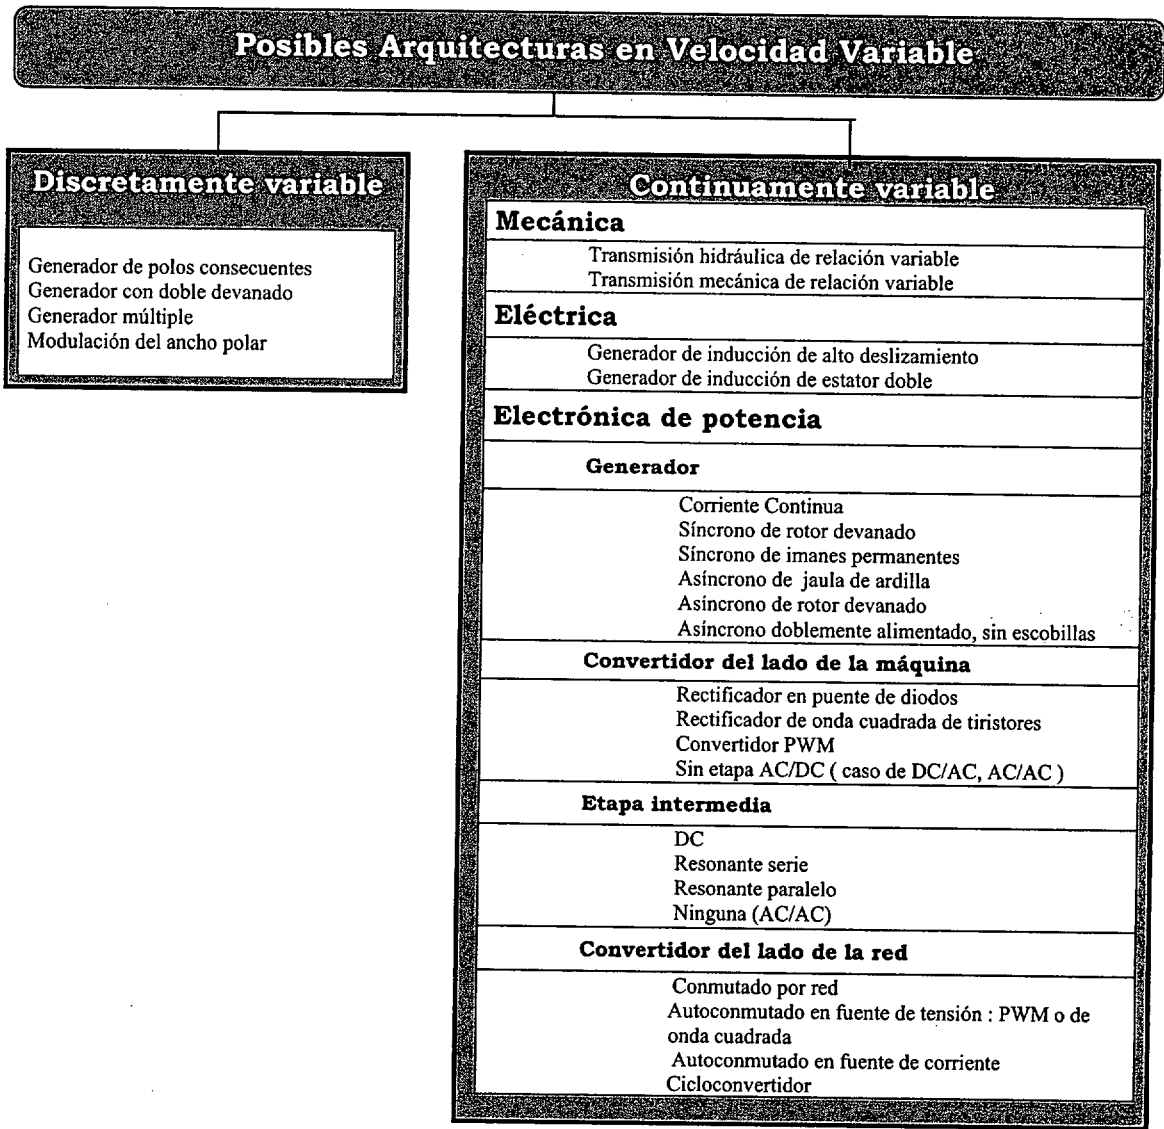 Posibles Arquitecturas en Velocidad Variable
Discretamente variable
Generador de polos consecuentes
Generador con doble devanado
Generador múltiple
Modulación del ancho polar
Continuamente variable
Mecánica
Transmisión hidráulica de relación variable
Transmisión mecánica de relación variable
Eléctrica
Generador de inducción de alto deslizamiento
Generador de inducción de estator doble
Electrónica de potencia
Generador
Corriente Continua
Síncrono de rotor devanado
Síncrono de imanes permanentes
Asíncrono de jaula de ardilla
Asíncrono de rotor devanado
Asíncrono doblemente alimentado, sin escobillas
Convertidor del lado de la máquina
Rectificador en puente de diodos
Rectificador de onda cuadrada de tiristores
Convertidor PWM
Sin etapa AC/DC ( caso de DC/AC, AC/AC )
Etapa intermedia
DC
Resonante serie
Resonante paralelo
Ninguna (AC/AC)
Convertidor del lado de la red
Conmutado por red
Autoconmutado en fuente de tensión : PWM o de
onda cuadrada
Autoconmutado en fuente de corriente
Cicloconvertidor